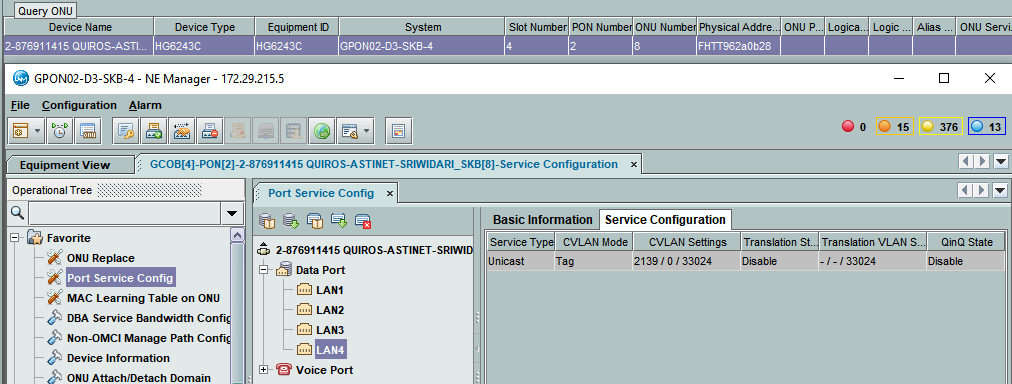 Query ONU
Device Name Device Type Equipment ID System Slot Number PON Number ONU Number Physical Addre... ONU P... Logica... Logic ... Alias ... ONU Servi...
2-876911415 QUIROS-ASTI... HG6243C HG6243C GPON02-D3-SKB-4 4 2 8 FHTT962a0b28
GPON02-D3-SKB-4 - NE Manager - 172.29.215.5
File Configuration Alarm
0 15 376 13
Equipment View GCOB[4]-PON[2]-2-876911415 QUIROS-ASTINET-SRIWIDARI_SKB[8]-Service Configuration
Operational Tree
Favorite
ONU Replace
Port Service Config
MAC Learning Table on ONU
DBA Service Bandwidth Config
Non-OMCI Manage Path Config
Device Information
ONU Attach/Detach Domain
Port Service Config
2-876911415 QUIROS-ASTINET-SRIWID
Data Port
LAN1
LAN2
LAN3
LAN4
Voice Port
Basic Information Service Configuration
Service Type CVLAN Mode CVLAN Settings Translation St... Translation VLAN S... QinQ State
Unicast Tag 2139 / 0 / 33024 Disable - / - / 33024 Disable